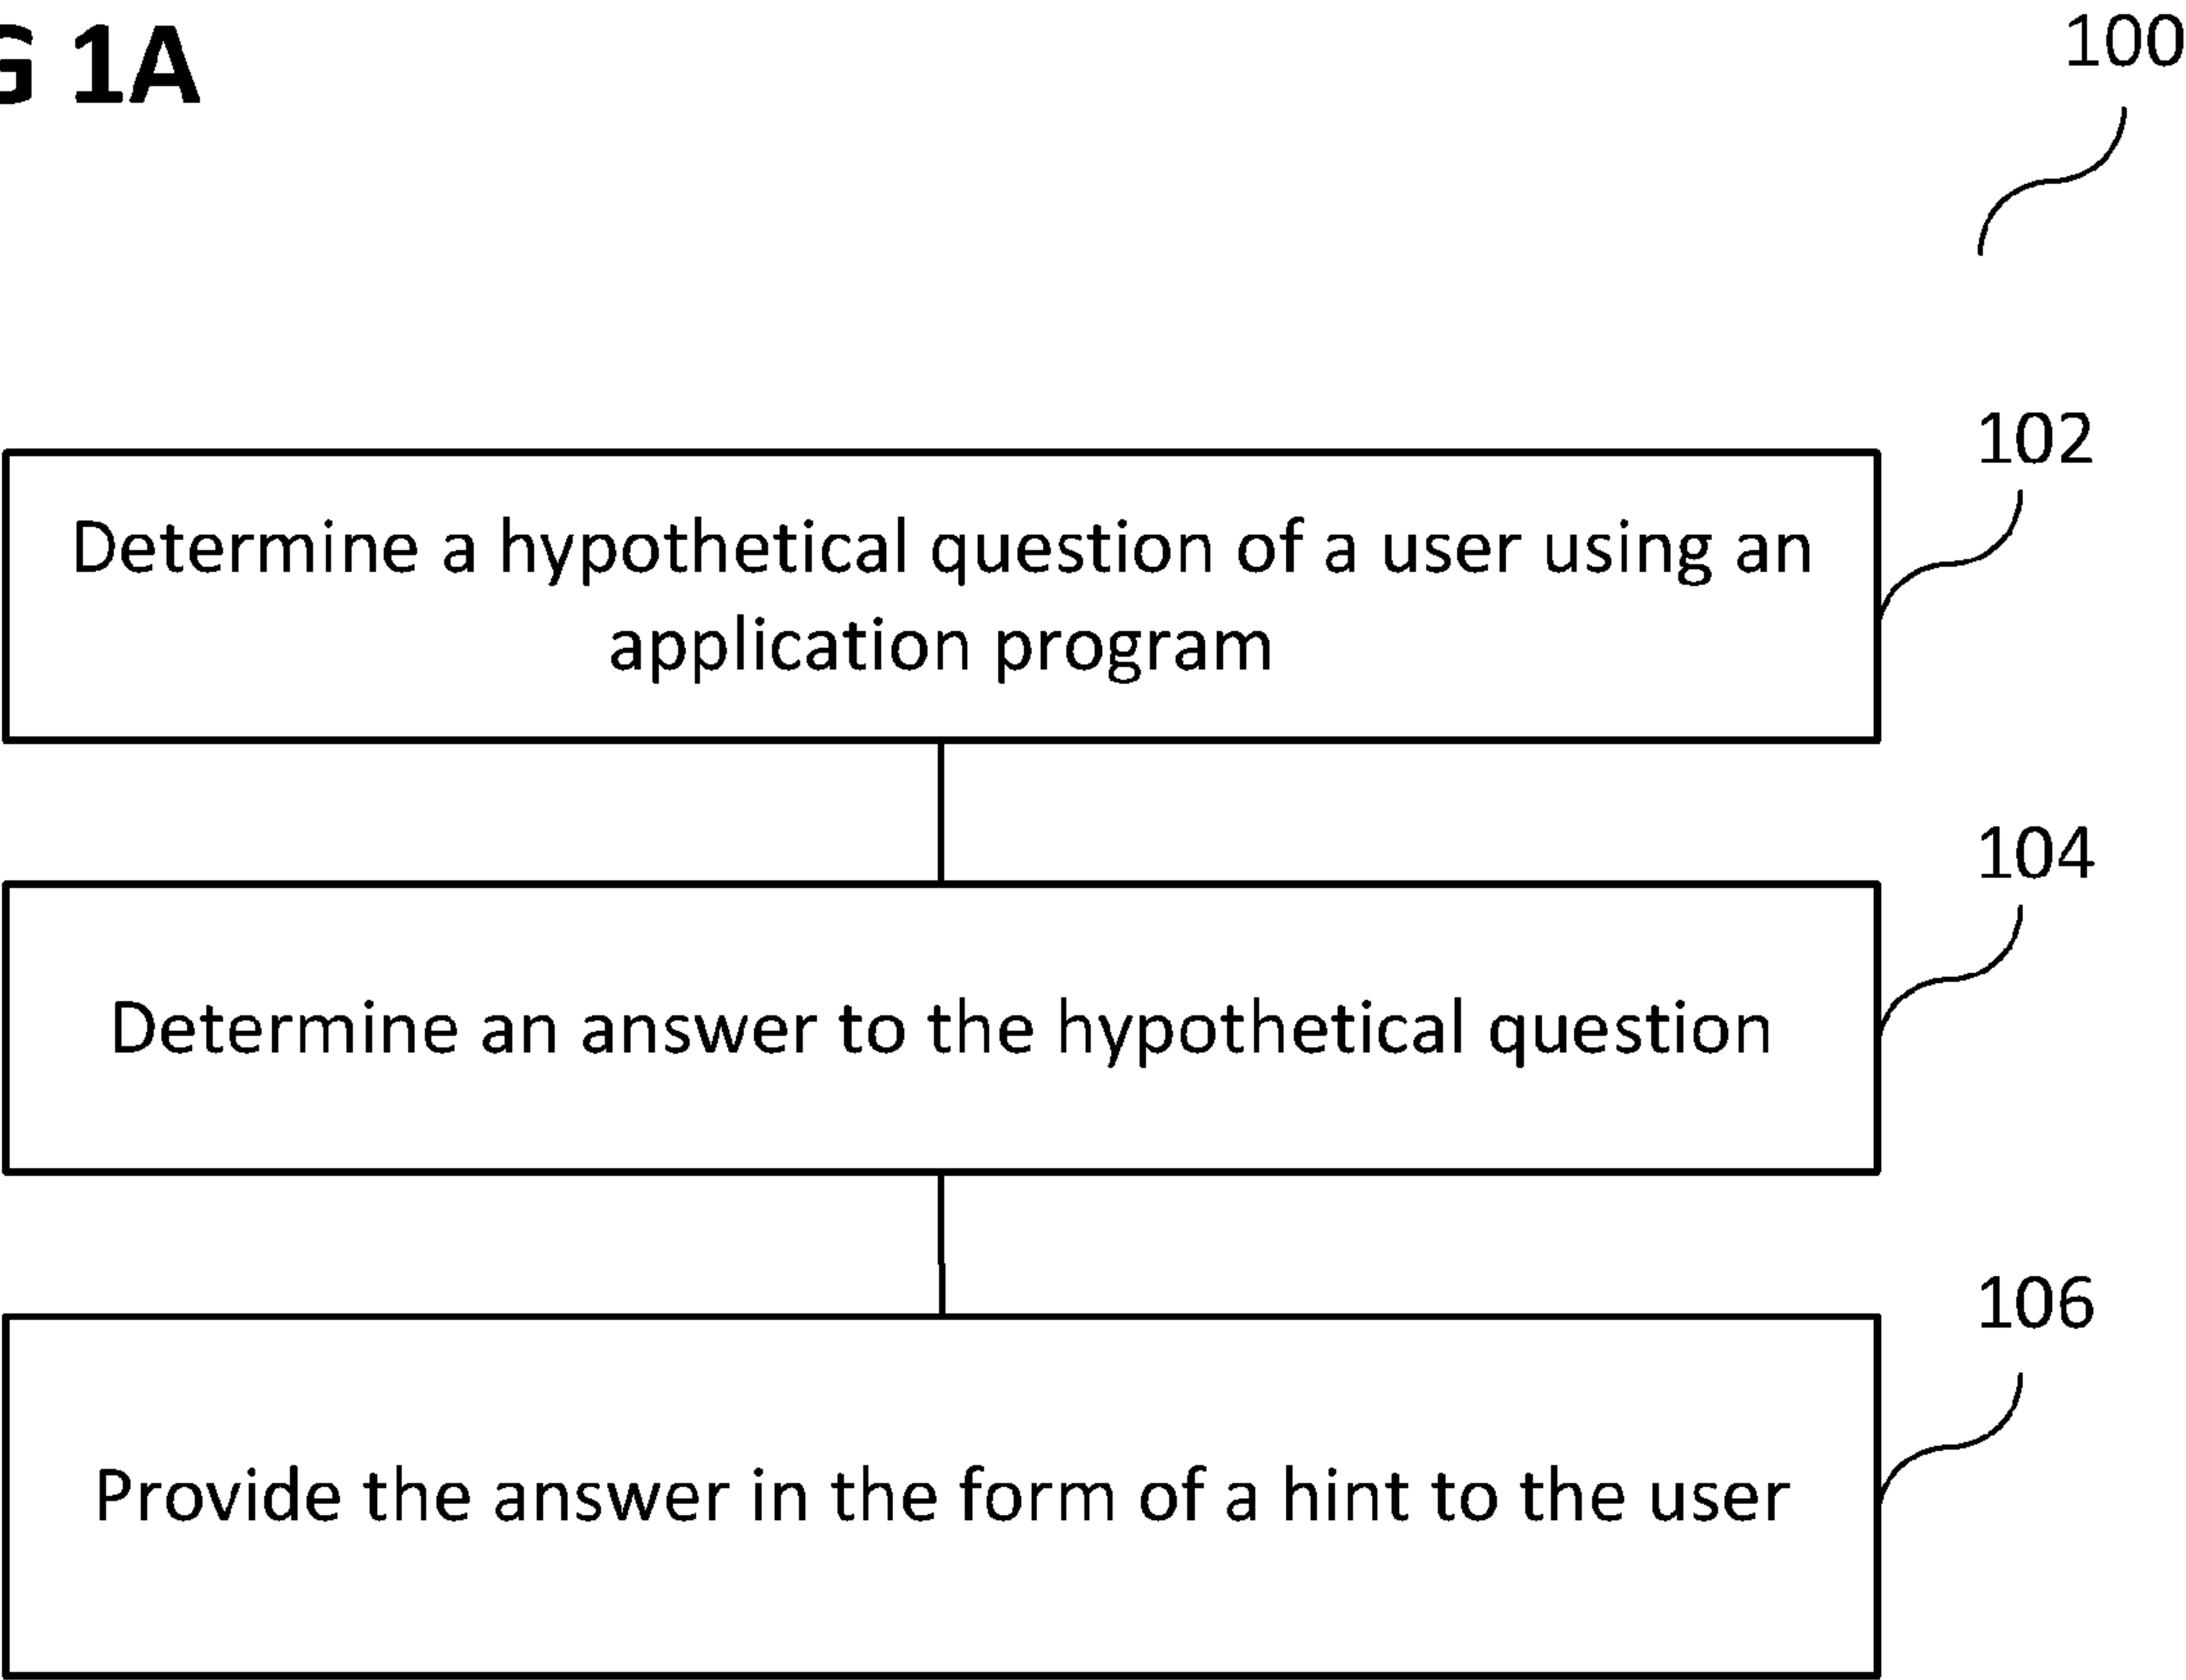 G 1A
100
102
Determine a hypothetical question of a user using an
application program
104
Determine an answer to the hypothetical question
106
Provide the answer in the form of a hint to the user